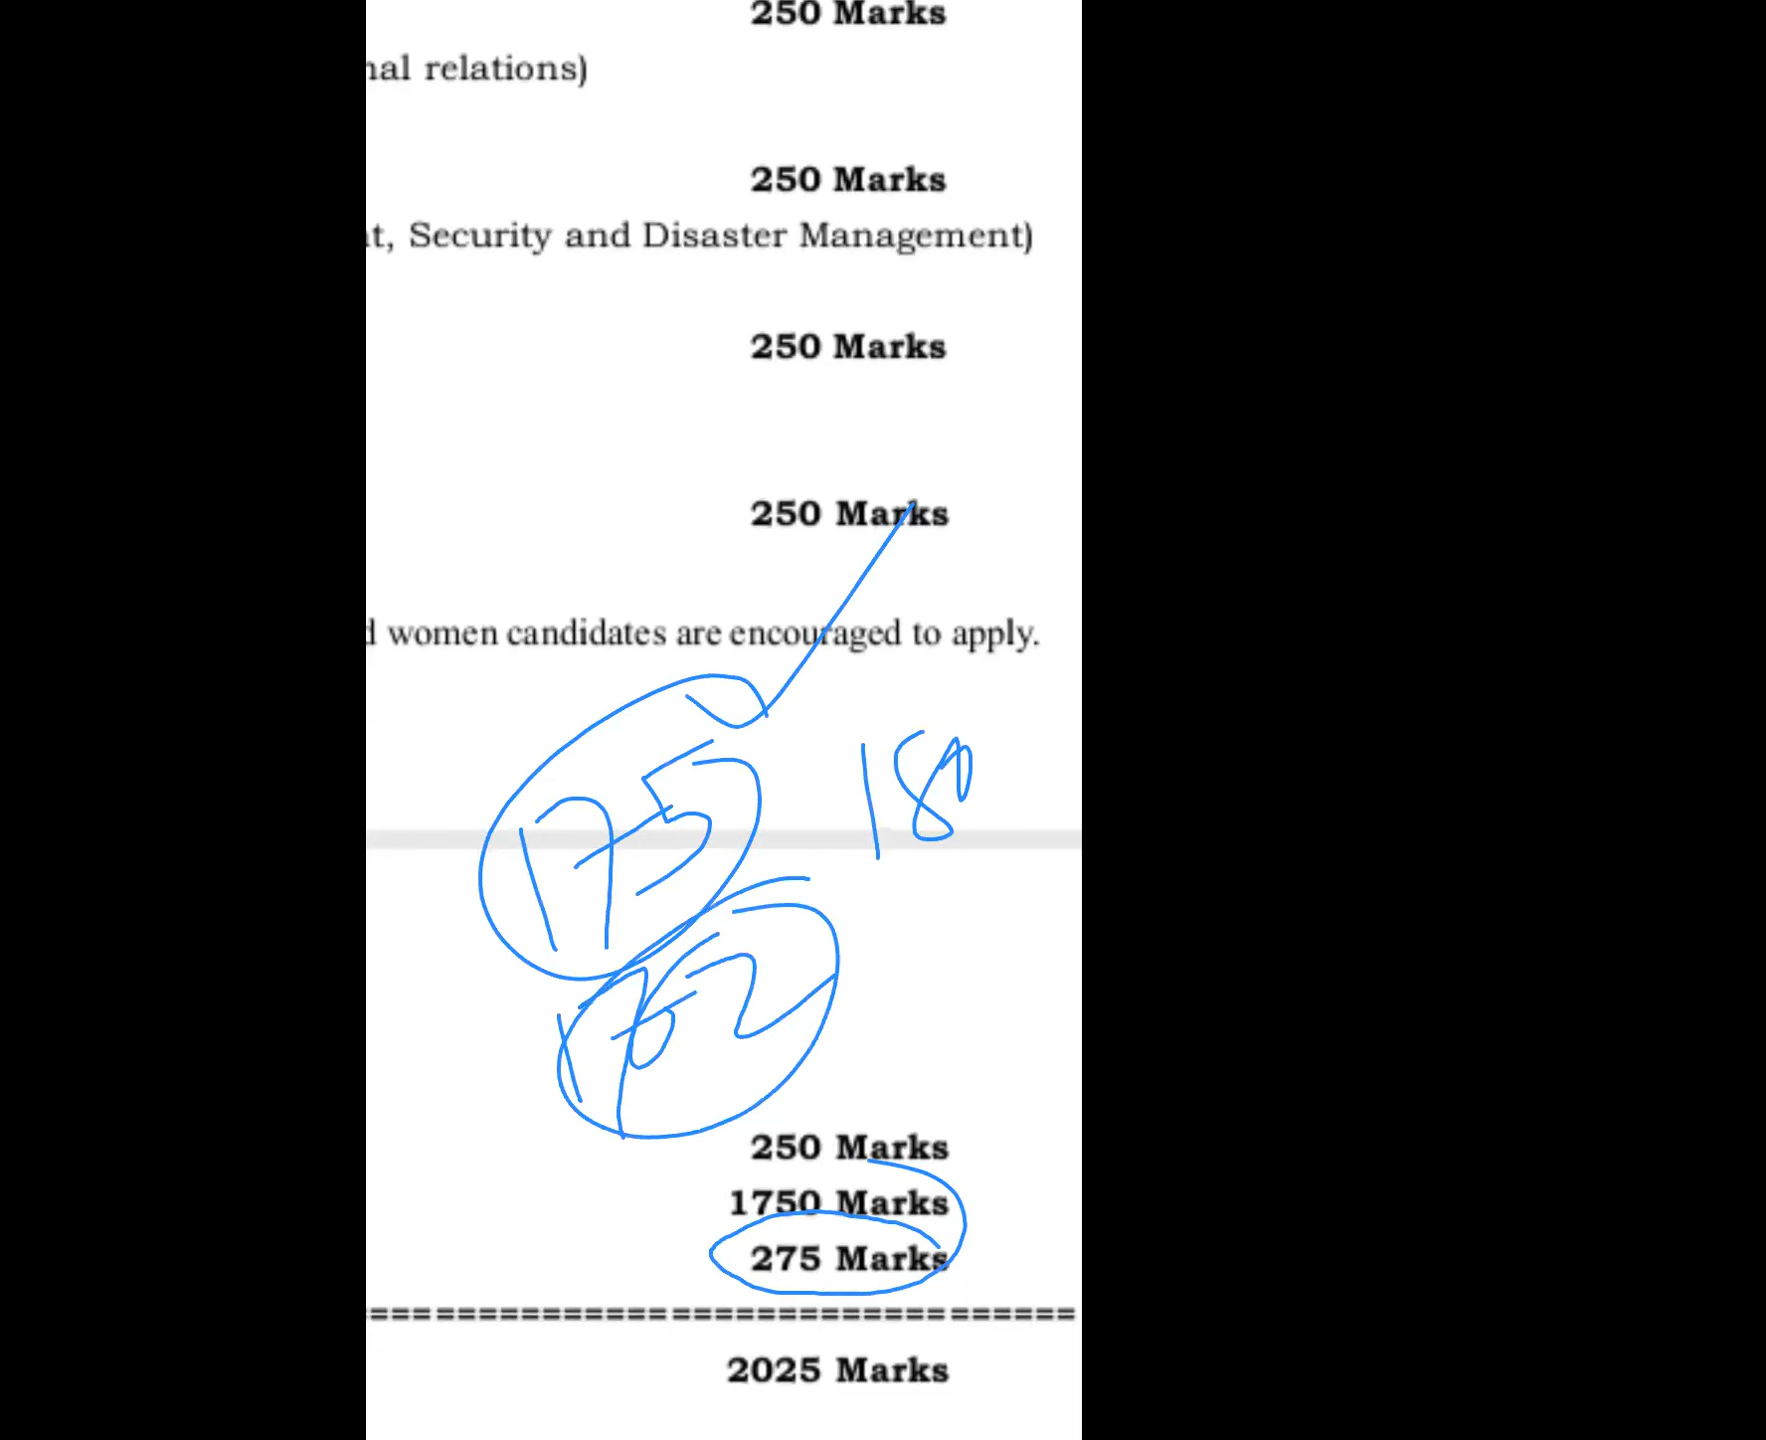 250 Marks
nal relations)
250 Marks
t, Security and Disaster Management)
250 Marks
250 Marks
d women candidates are encouraged to apply.
180
175
172
250 Marks
1750 Marks
275 Marks
==================================
2025 Marks